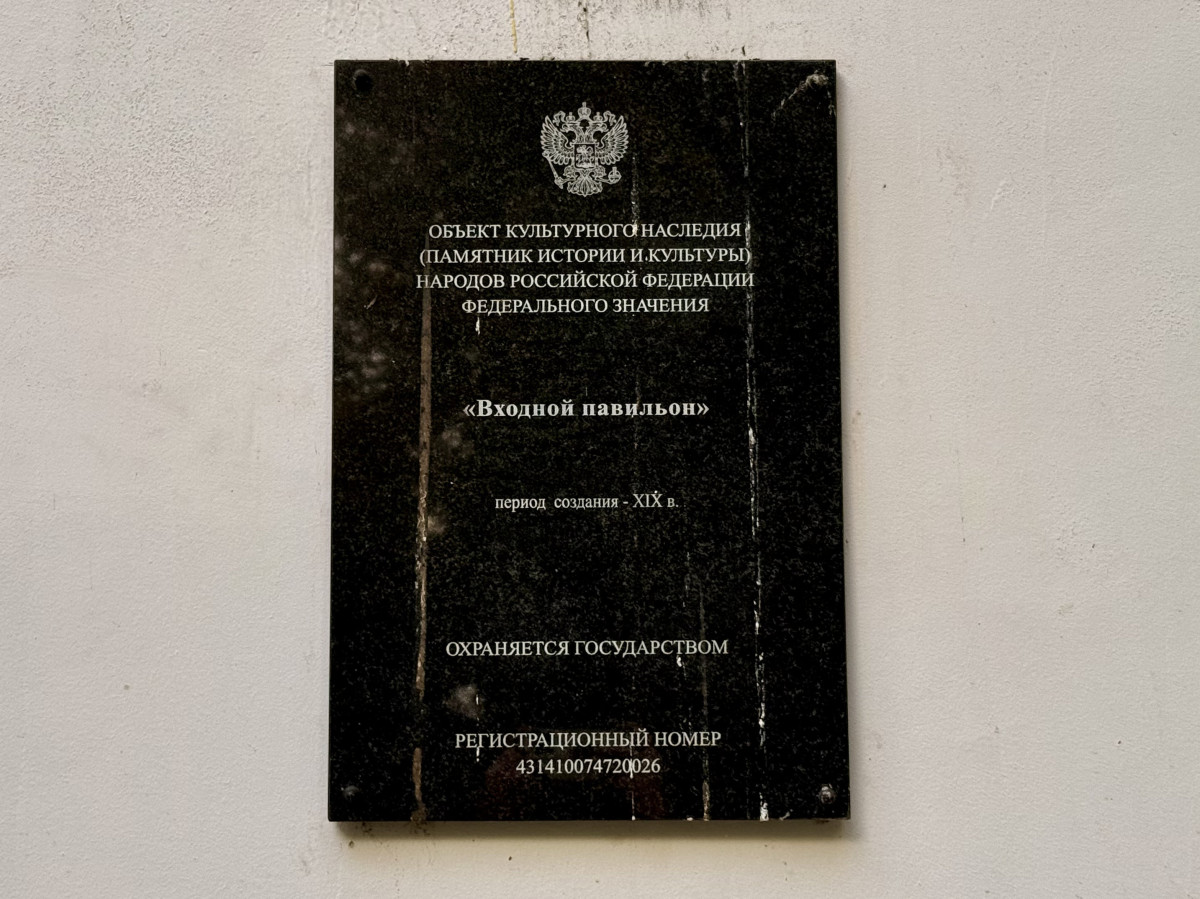 ОБЪЕКТ КУЛЬТУРНОГО НАСЛЕДИЯ
(ПАМЯТНИК ИСТОРИИ И КУЛЬТУРЫ)
НАРОДОВ РОССИЙСКОЙ ФЕДЕРАЦИИ
ФЕДЕРАЛЬНОГО ЗНАЧЕНИЯ
«Входной павильон»
период создания - XIX в.
ОХРАНЯЕТСЯ ГОСУДАРСТВОМ
РЕГИСТРАЦИОННЫЙ НОМЕР
431410074720026